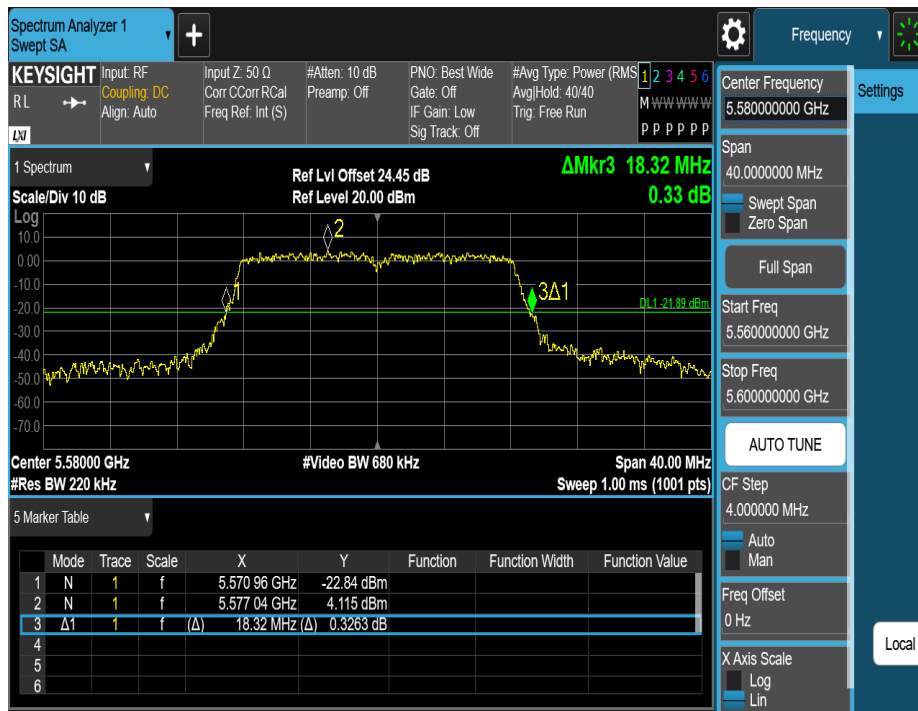 Spectrum Analyzer 1
Swept SA
+
Frequency
KEYSIGHT
RL
LXI
Input: RF
Coupling: DC
Align: Auto
Input Z: 50 Ω
Corr CCorr RCal
Freq Ref: Int (S)
#Atten: 10 dB
Preamp: Off
PNO: Best Wide
Gate: Off
IF Gain: Low
Sig Track: Off
#Avg Type: Power (RMS
Avg|Hold: 40/40
Trig: Free Run
1 2 3 4 5 6
M W W W W W
P P P P P P
1 Spectrum
Scale/Div 10 dB
Ref Lvl Offset 24.45 dB
Ref Level 20.00 dBm
ΔMkr3 18.32 MHz
0.33 dB
Log
10.0
0.00
-10.0
-20.0
-30.0
-40.0
-50.0
-60.0
-70.0
2
1
3Δ1
DL1 -21.89 dBm
Center 5.58000 GHz
#Video BW 680 kHz
Span 40.00 MHz
#Res BW 220 kHz
Sweep 1.00 ms (1001 pts)
5 Marker Table
Mode Trace Scale X Y Function Function Width Function Value
1 N 1 f 5.570 96 GHz -22.84 dBm
2 N 1 f 5.577 04 GHz 4.115 dBm
3 Δ1 1 f (Δ) 18.32 MHz (Δ) 0.3263 dB
4
5
6
Center Frequency
5.580000000 GHz
Settings
Span
40.0000000 MHz
Swept Span
Zero Span
Full Span
Start Freq
5.560000000 GHz
Stop Freq
5.600000000 GHz
AUTO TUNE
CF Step
4.000000 MHz
Auto
Man
Freq Offset
0 Hz
Local
X Axis Scale
Log
Lin